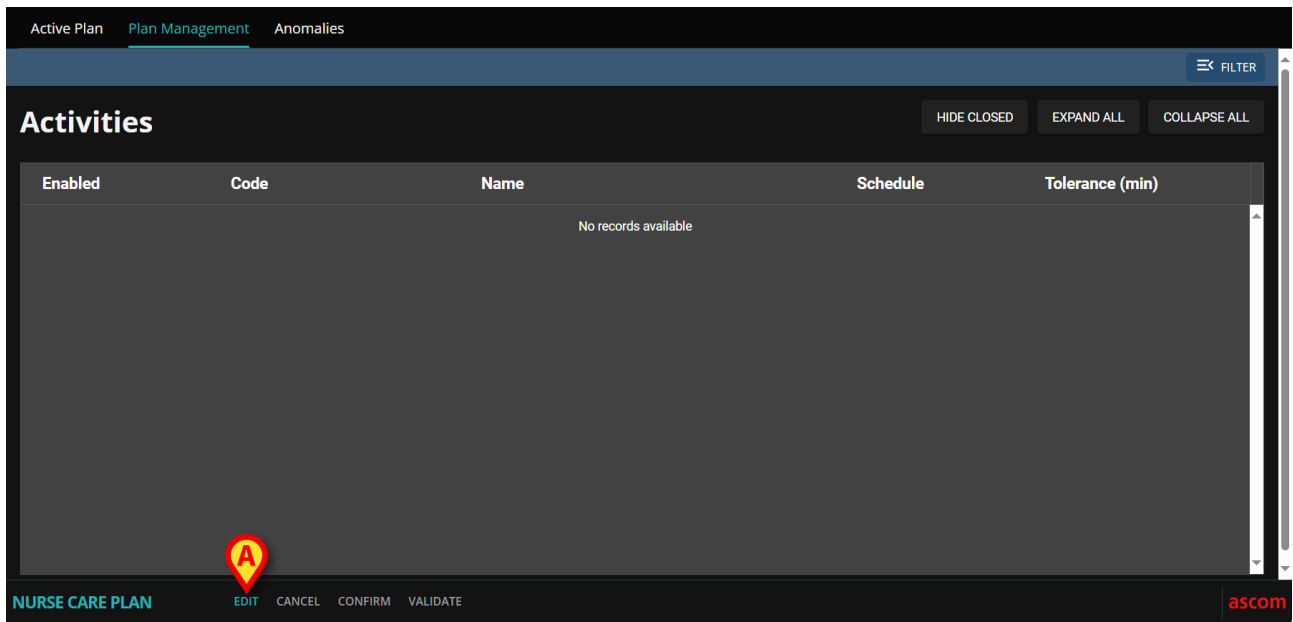 Active Plan Plan Management Anomalies
FILTER
Activities HIDE CLOSED EXPAND ALL COLLAPSE ALL
Enabled Code Name Schedule Tolerance (min)
No records available
A
NURSE CARE PLAN EDIT CANCEL CONFIRM VALIDATE ascom